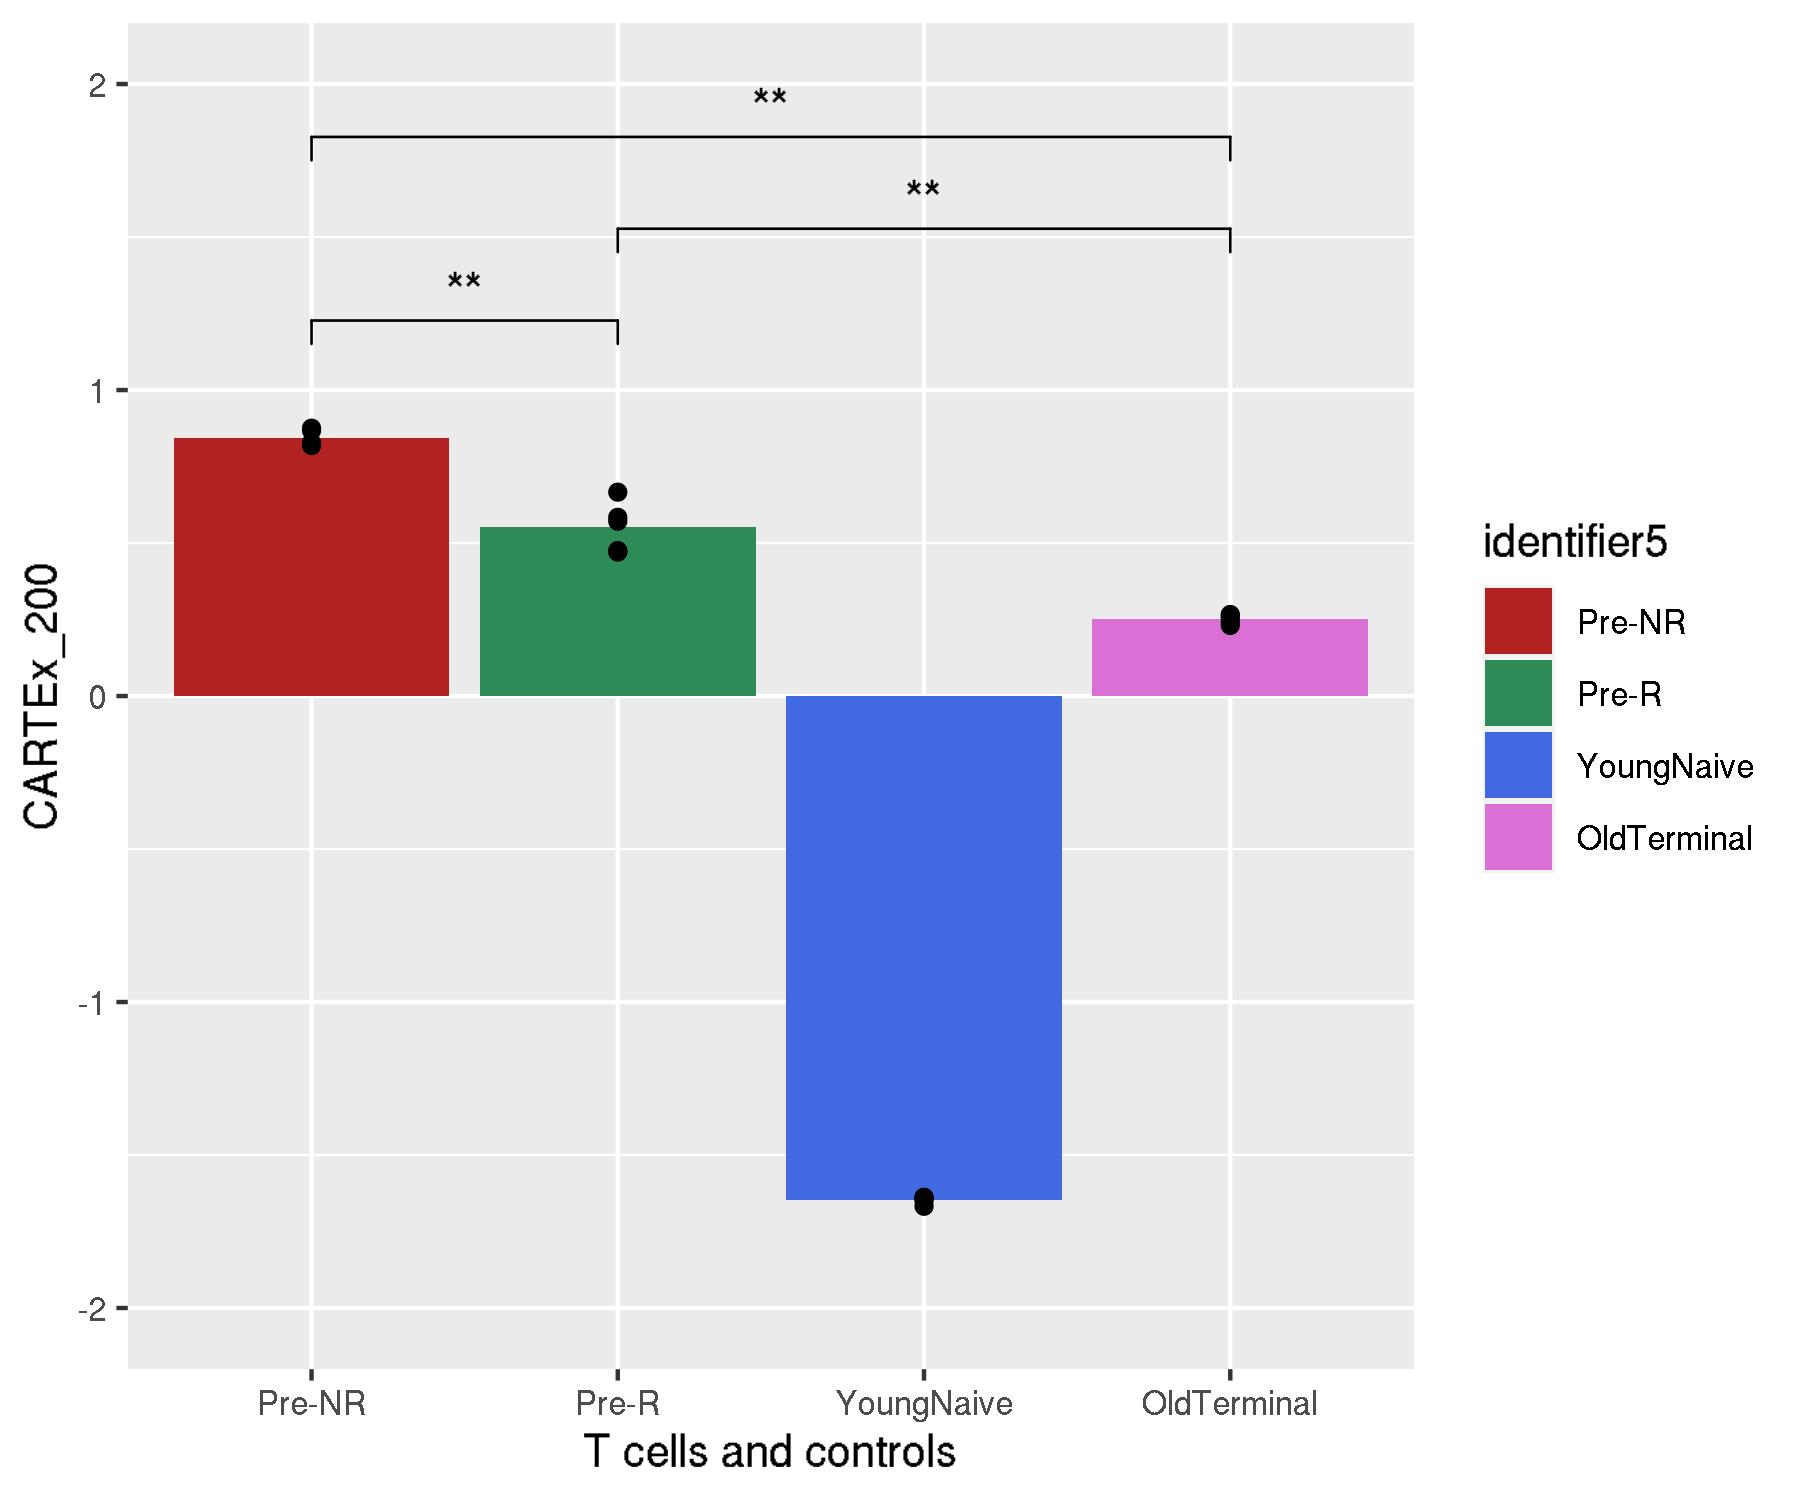 **
**
**
2
1
0
-1
-2
CARTEx_200
Pre-NR
Pre-R
YoungNaive
OldTerminal
T cells and controls
identifier5
Pre-NR
Pre-R
YoungNaive
OldTerminal